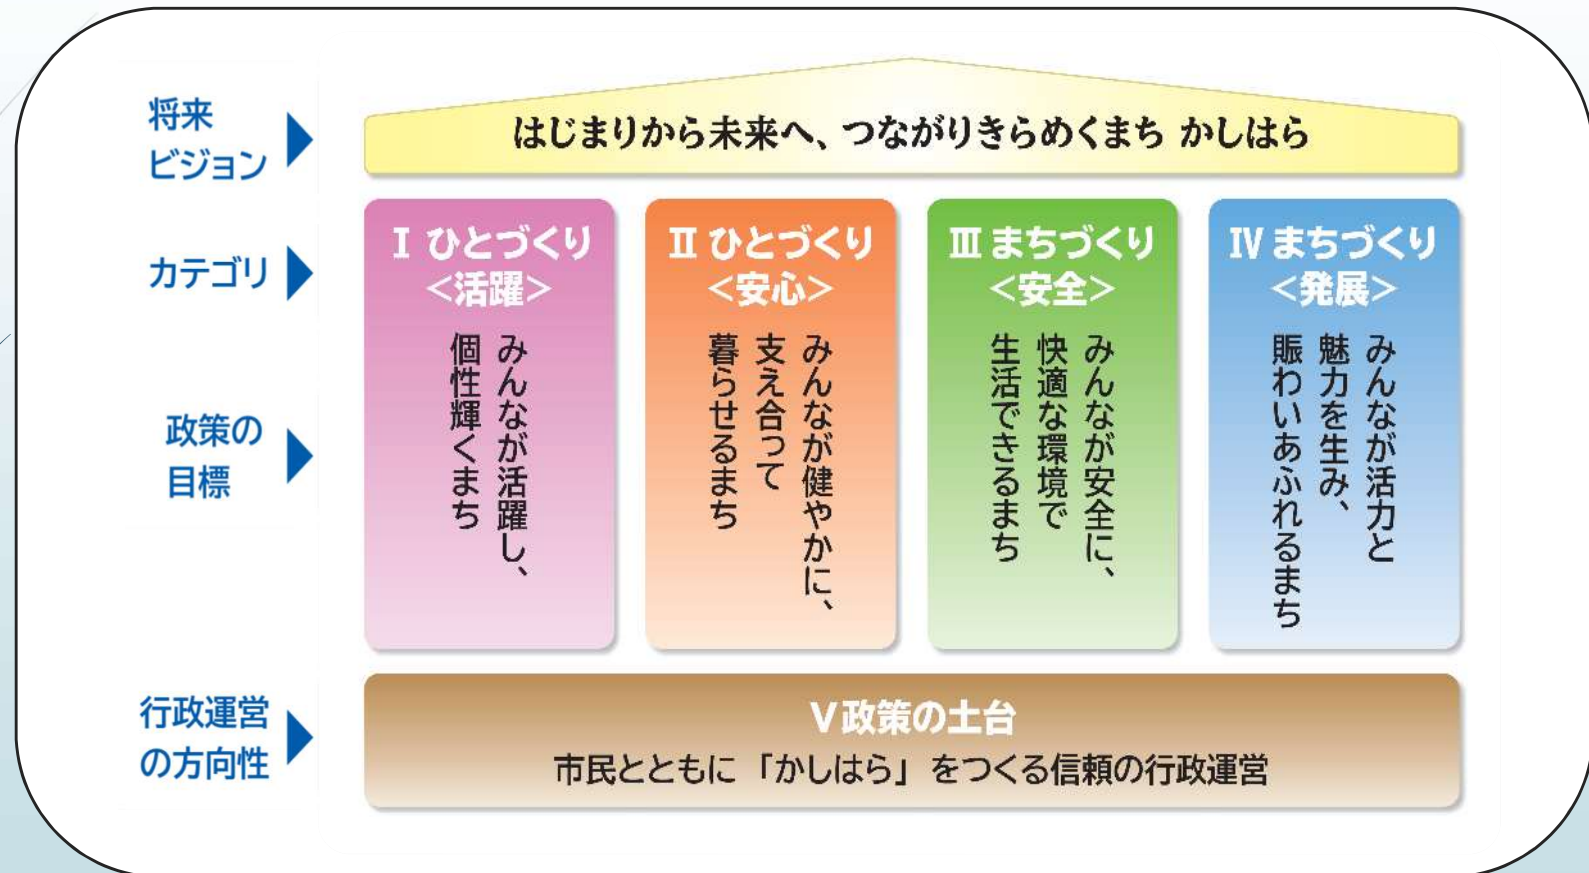 将来
ビジョン
はじまりから未来へ、つながりきらめくまち かしはら
カテゴリ
Ⅰ ひとづくり
＜活躍＞
Ⅱ ひとづくり
＜安心＞
Ⅲ まちづくり
＜安全＞
Ⅳ まちづくり
＜発展＞
政策の
目標
みんなが活躍し、
個性輝くまち
みんなが健やかに、
支え合って
暮らせるまち
みんなが安全に、
快適な環境で
生活できるまち
みんなが活力と
魅力を生み、
賑わいあふれるまち
行政運営
の方向性
Ⅴ政策の土台
市民とともに「かしはら」をつくる信頼の行政運営